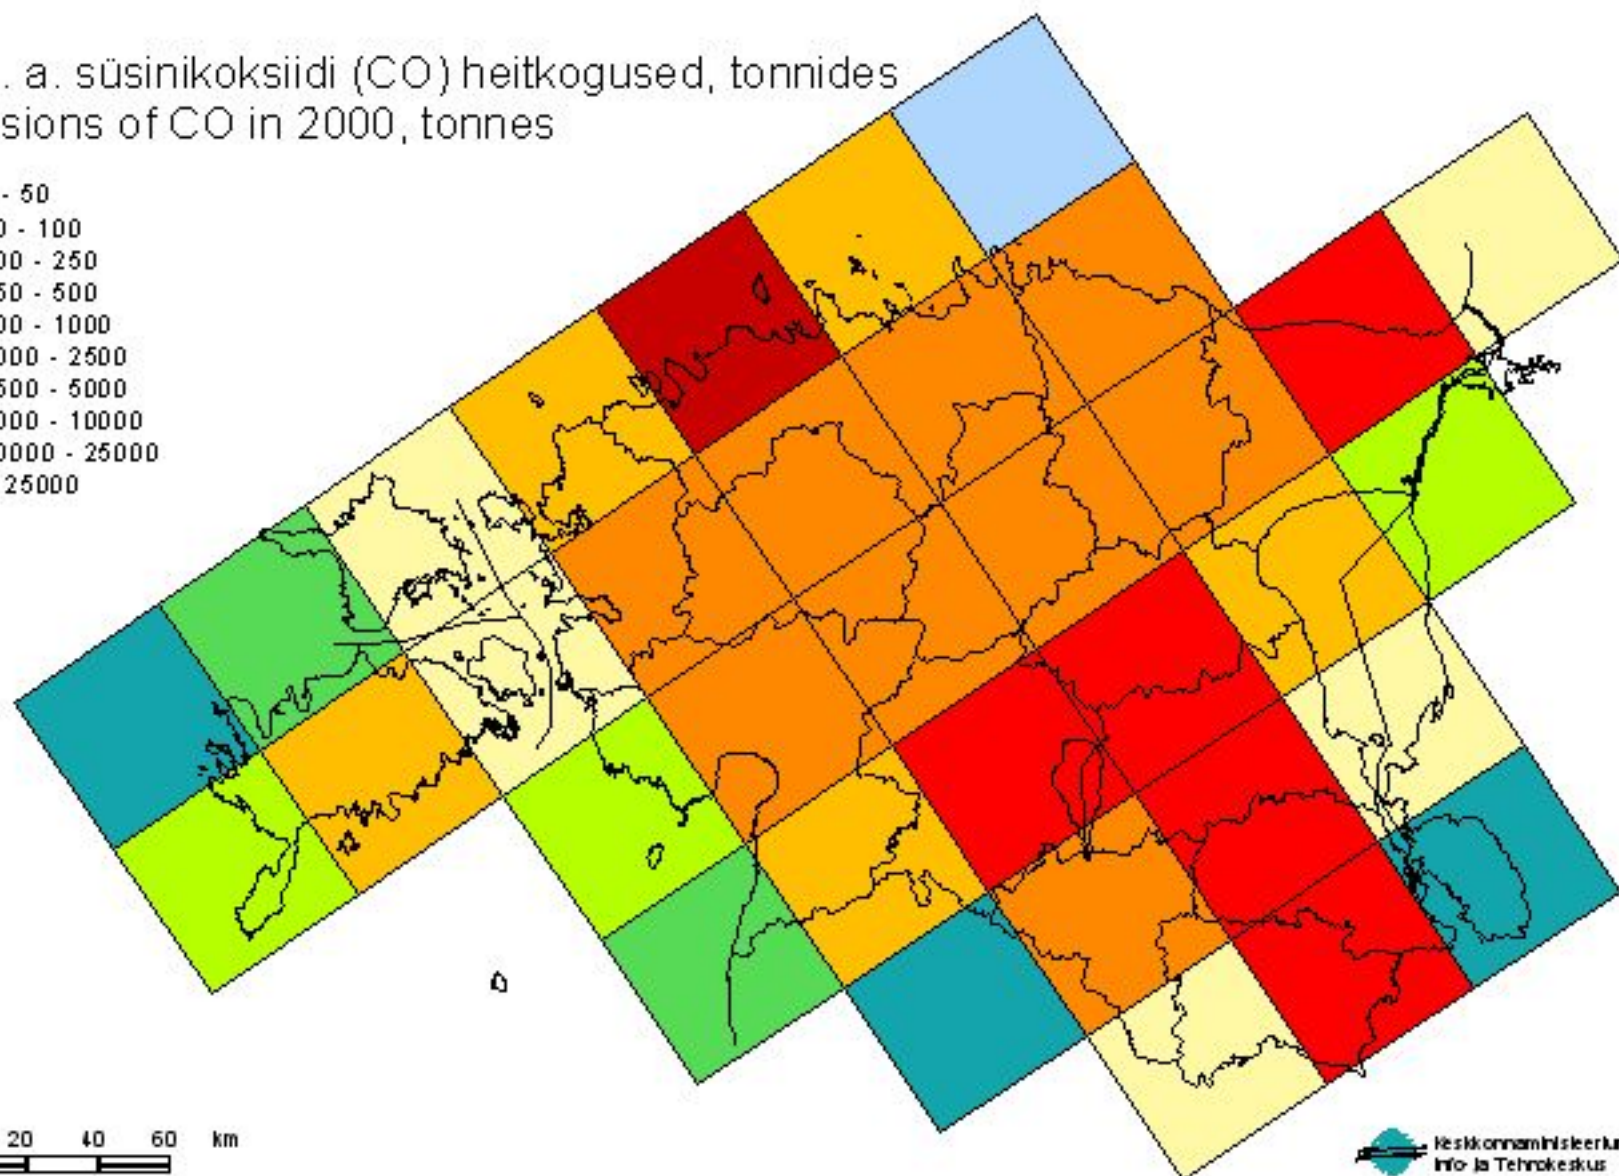 . a. süsinikoksiidi (CO) heitkogused, tonnides
sions of CO in 2000, tonnes
- 50
0 - 100
00 - 250
50 - 500
00 - 1000
000 - 2500
500 - 5000
000 - 10000
0000 - 25000
25000
20 40 60 km
Keskkonnaministeeriu
Info ja Tehnokeskus